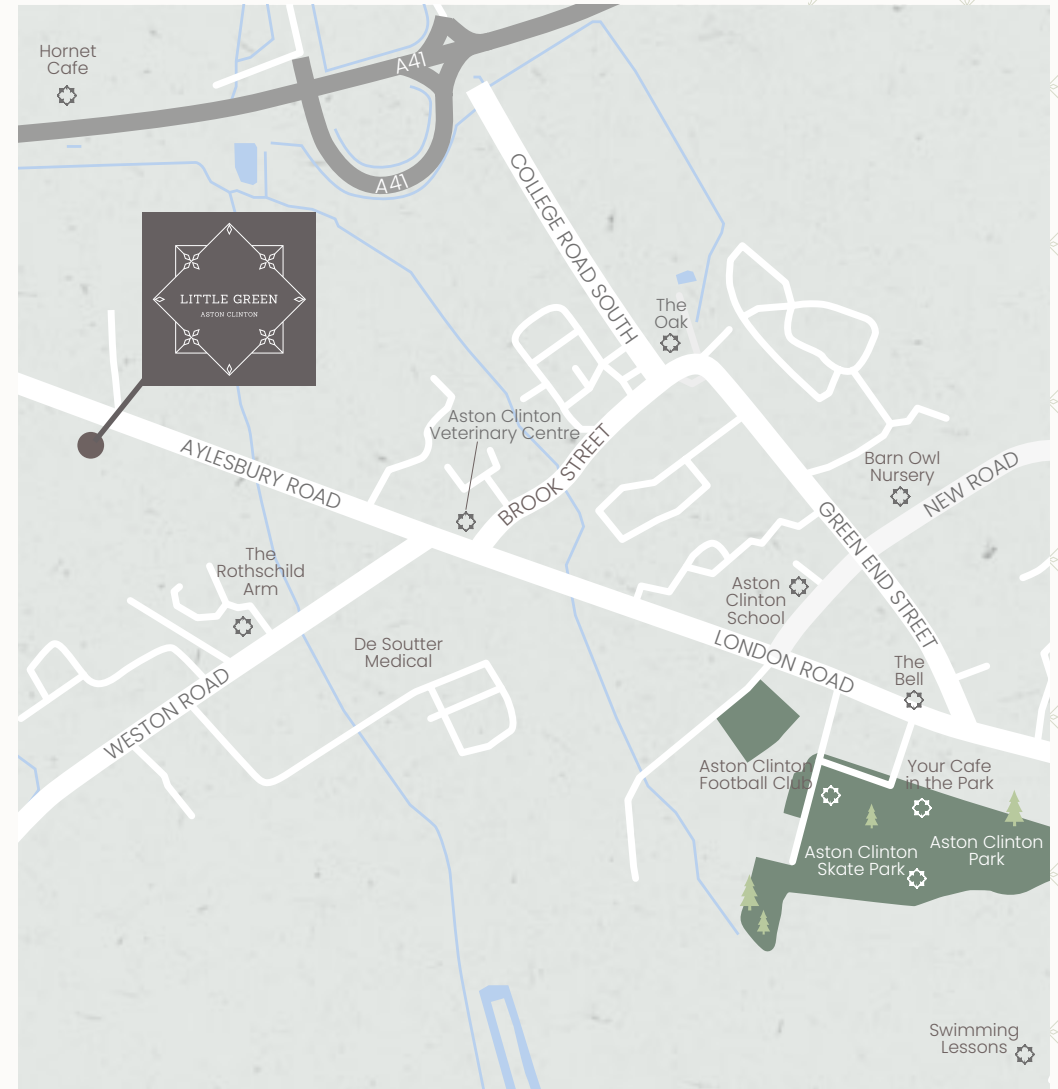 Hornet
Cafe
A41
A41
COLLEGE ROAD SOUTH
LITTLE GREEN
ASTON CLINTON
The
Oak
Aston Clinton
Veterinary Centre
AYLESBURY ROAD
BROOK STREET
Barn Owl
Nursery
NEW ROAD
GREEN END STREET
The
Rothschild
Arm
Aston
Clinton
School
De Soutter
Medical
LONDON ROAD
The
Bell
WESTON ROAD
Aston Clinton
Football Club
Your Cafe
in the Park
Aston Clinton
Park
Aston Clinton
Skate Park
Swimming
Lessons